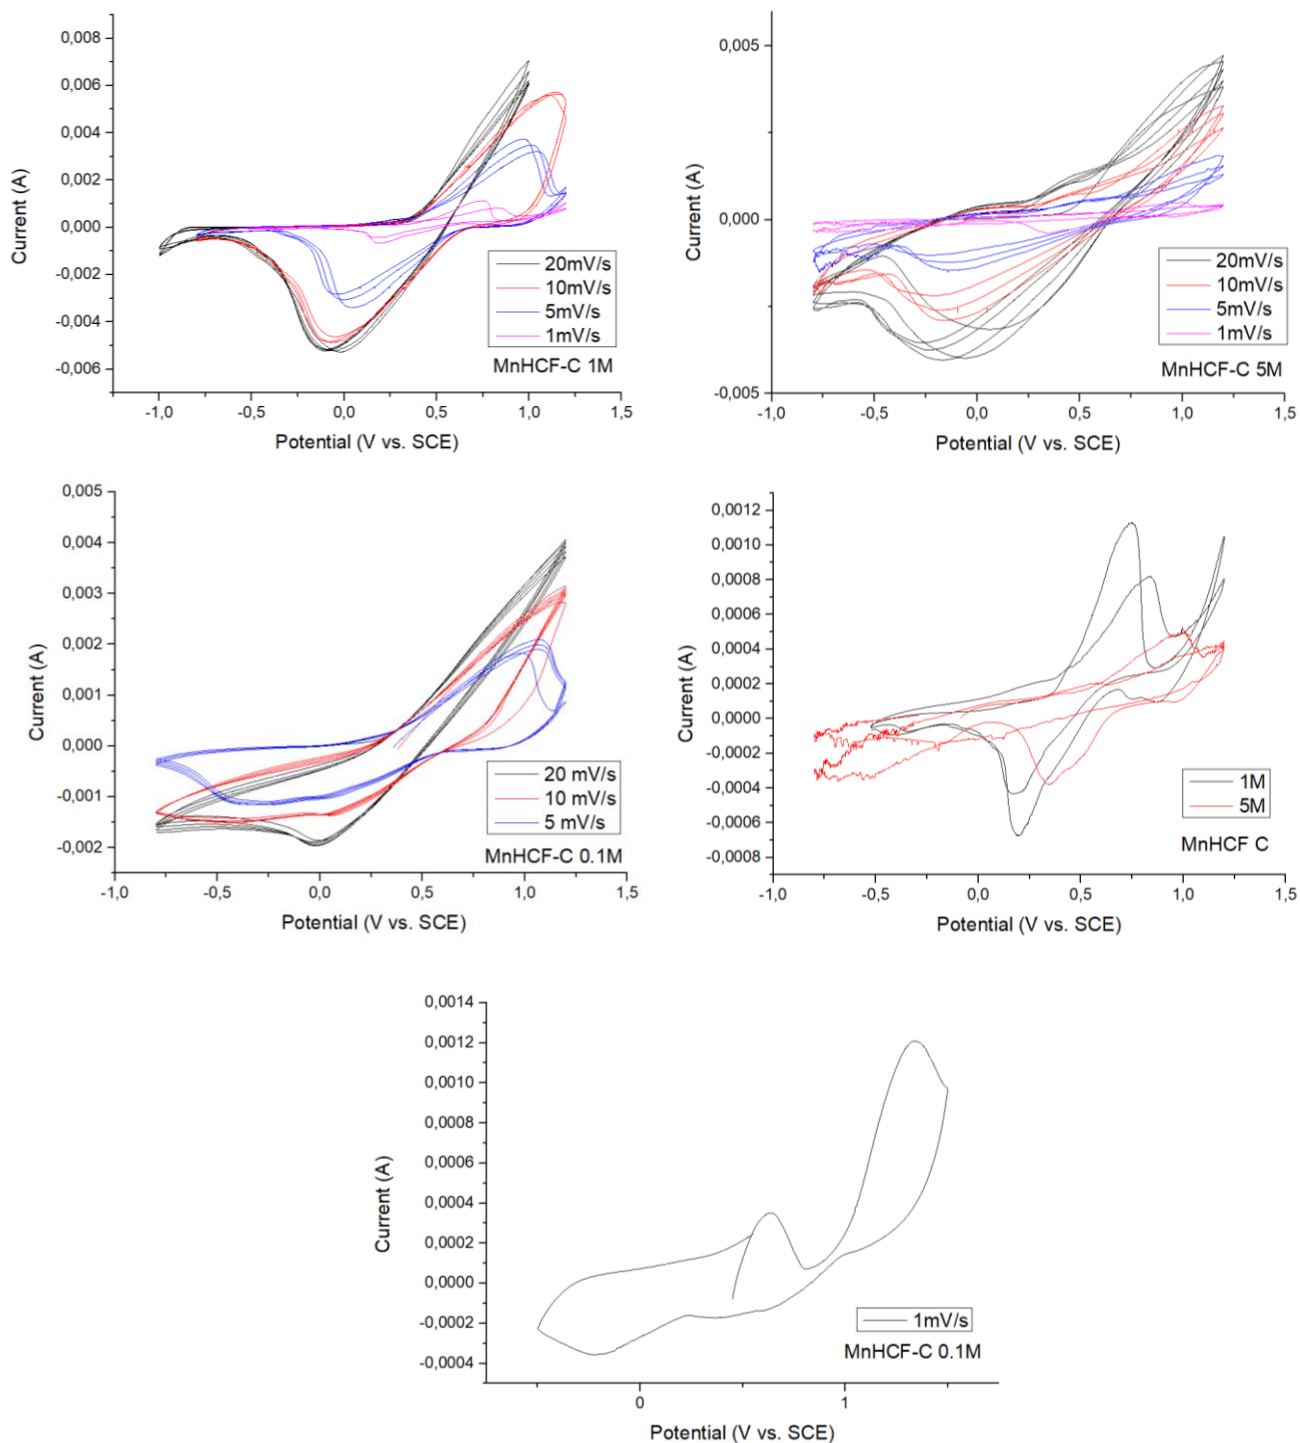 0,008
0,006
0,004
0,002
0,000
-0,002
-0,004
-0,006
Current (A)
-1,0 -0,5 0,0 0,5 1,0 1,5
Potential (V vs. SCE)
20mV/s
10mV/s
5mV/s
1mV/s
MnHCF-C 1M
0,005
0,000
-0,005
Current (A)
-1,0 -0,5 0,0 0,5 1,0 1,5
Potential (V vs. SCE)
20mV/s
10mV/s
5mV/s
1mV/s
MnHCF-C 5M
0,005
0,004
0,003
0,002
0,001
0,000
-0,001
-0,002
Current (A)
-1,0 -0,5 0,0 0,5 1,0 1,5
Potential (V vs. SCE)
20 mV/s
10 mV/s
5 mV/s
MnHCF-C 0.1M
0,0012
0,0010
0,0008
0,0006
0,0004
0,0002
0,0000
-0,0002
-0,0004
-0,0006
-0,0008
Current (A)
-1,0 -0,5 0,0 0,5 1,0 1,5
Potential (V vs. SCE)
1M
5M
MnHCF C
0,0014
0,0012
0,0010
0,0008
0,0006
0,0004
0,0002
0,0000
-0,0002
-0,0004
Current (A)
0 1
Potential (V vs. SCE)
1mV/s
MnHCF-C 0.1M